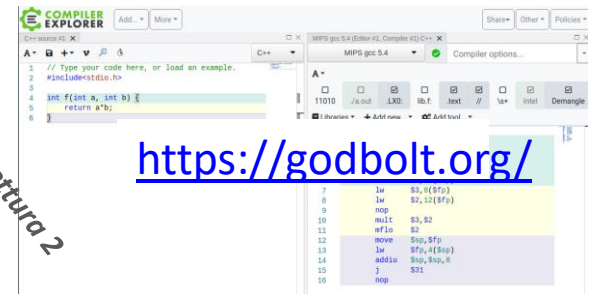 COMPILER
EXPLORER
Add...
More
Share
Other
Policies
C++ source #1 X
MIPS gcc 5.4 (Editor #1, Compiler #1) C++ X
A
C++
MIPS gcc 5.4
Compiler options...
1 // Type your code here, or load an example.
2 #include<stdio.h>
3
4 int f(int a, int b) {
5 return a*b;
6 }
A
11010 ./a.out .LX0: lib.f: .text // \s+ Intel Demangle
Libraries + Add new... Add tool...
https://godbolt.org/
7 lw $3,8($fp)
8 lw $2,12($fp)
9 nop
10 mult $3,$2
11 mflo $2
12 move $sp,$fp
13 lw $fp,4($sp)
14 addiu $sp,$sp,8
15 j $31
16 nop
ettura 2